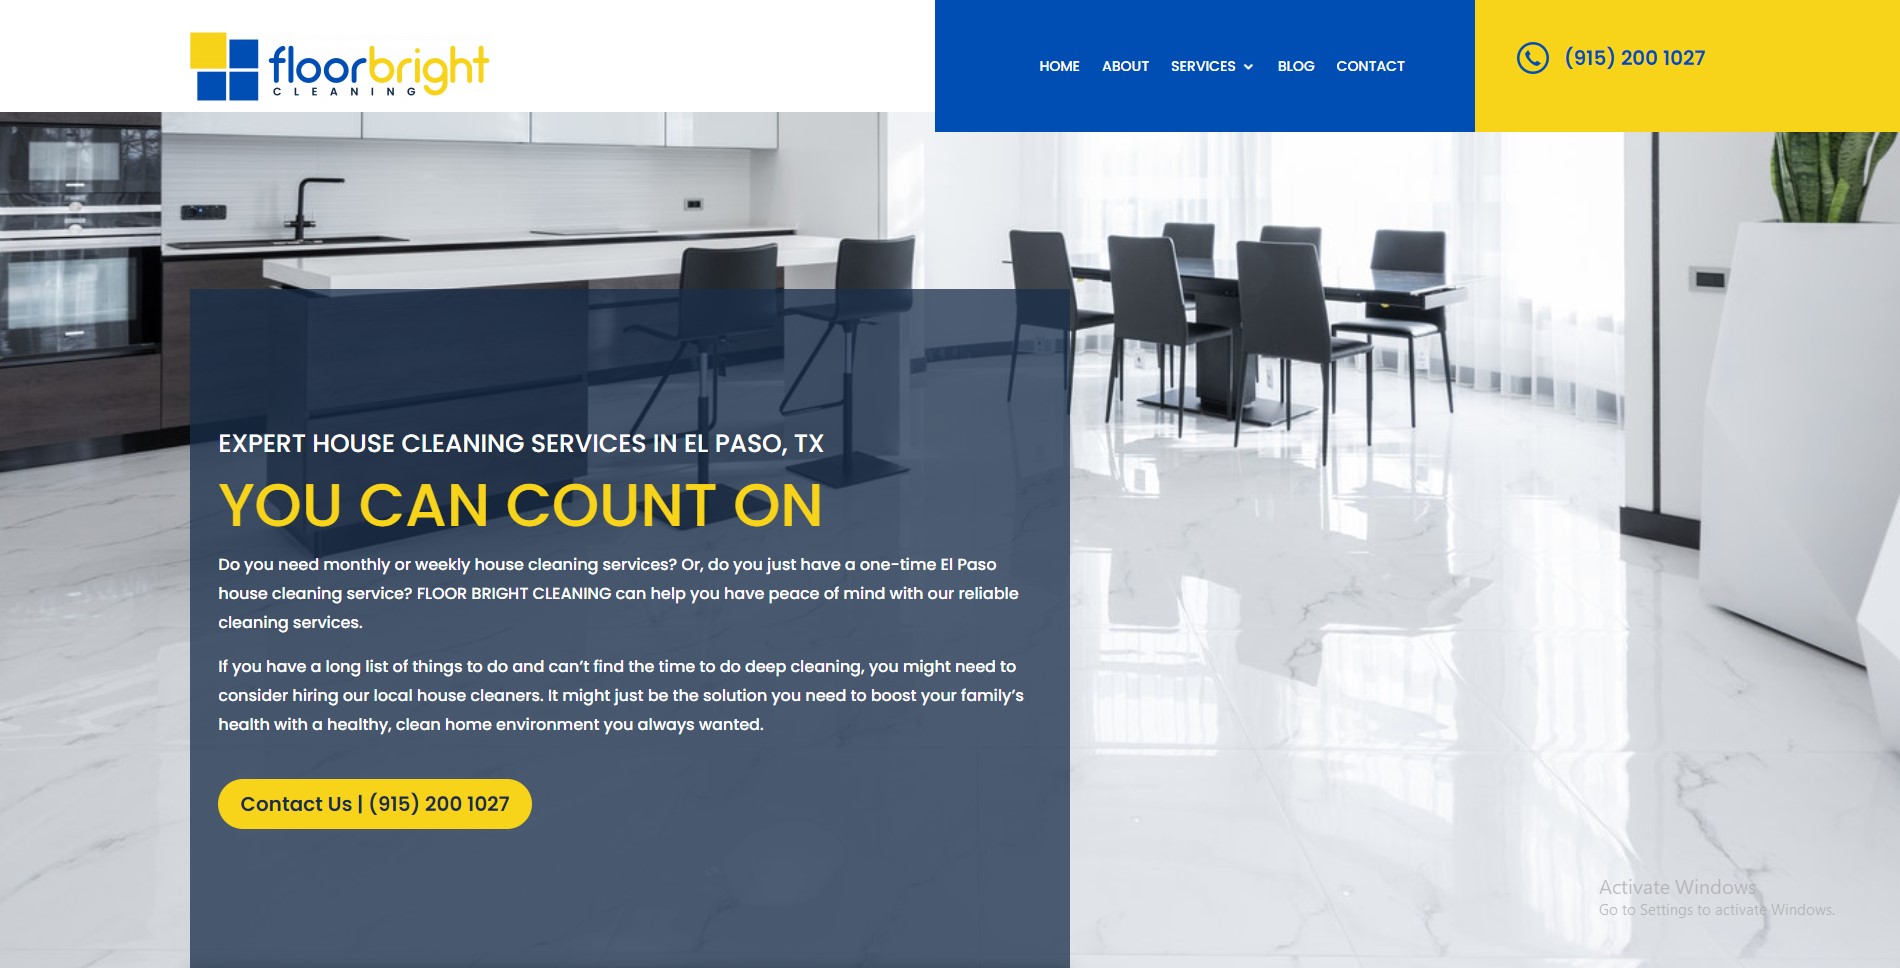 floorbright
CLEANING
HOME ABOUT SERVICES BLOG CONTACT
(915) 200 1027
EXPERT HOUSE CLEANING SERVICES IN EL PASO, TX
YOU CAN COUNT ON
Do you need monthly or weekly house cleaning services? Or, do you just have a one-time El Paso
house cleaning service? FLOOR BRIGHT CLEANING can help you have peace of mind with our reliable
cleaning services.
If you have a long list of things to do and can’t find the time to do deep cleaning, you might need to
consider hiring our local house cleaners. It might just be the solution you need to boost your family’s
health with a healthy, clean home environment you always wanted.
Contact Us | (915) 200 1027
Activate Windows
Go to Settings to activate Windows.